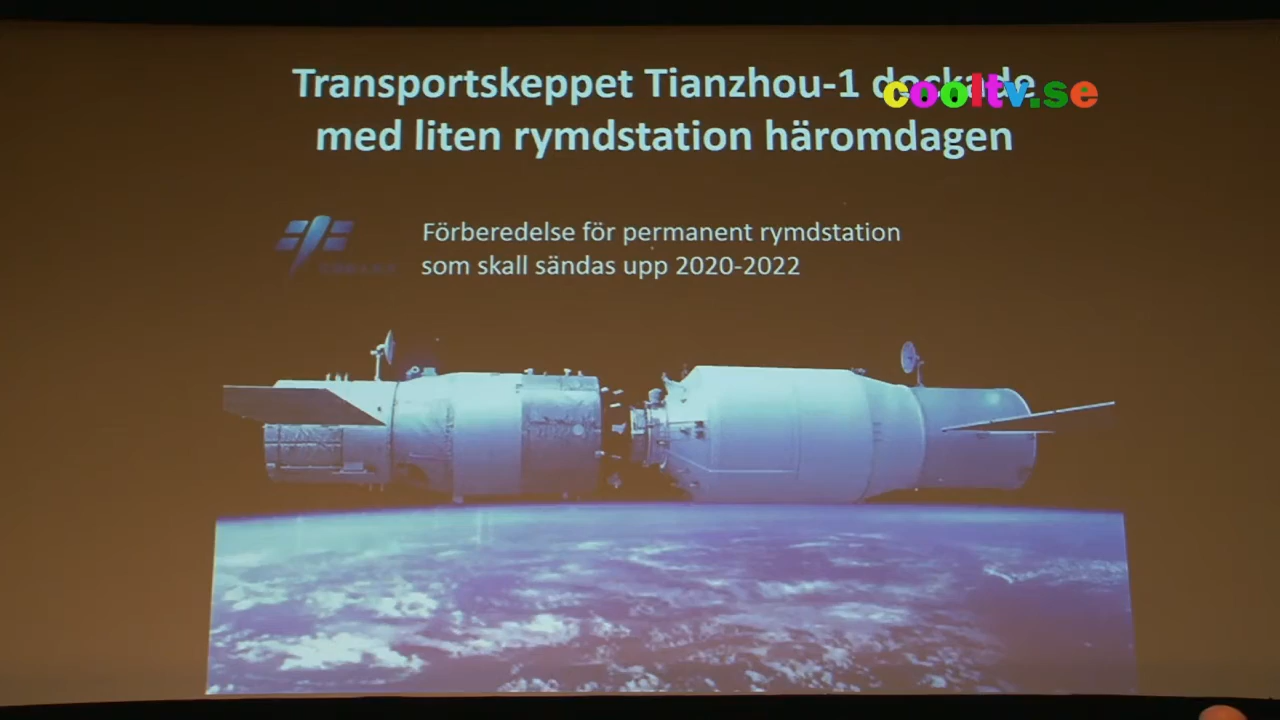 Transportskeppet Tianzhou-1 dockade
cooltv.se
med liten rymdstation häromdagen
Förberedelse för permanent rymdstation
som skall sändas upp 2020-2022